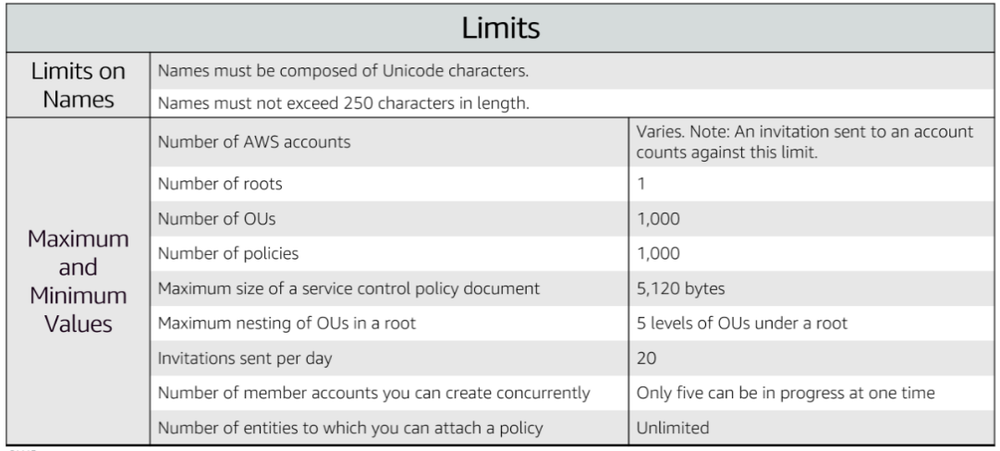 Limits
Limits on
Names
Names must be composed of Unicode characters.
Names must not exceed 250 characters in length.
Maximum
and
Minimum
Values
Number of AWS accounts
Varies. Note: An invitation sent to an account
counts against this limit.
Number of roots
1
Number of OUs
1,000
Number of policies
1,000
Maximum size of a service control policy document
5,120 bytes
Maximum nesting of OUs in a root
5 levels of OUs under a root
Invitations sent per day
20
Number of member accounts you can create concurrently
Only five can be in progress at one time
Number of entities to which you can attach a policy
Unlimited